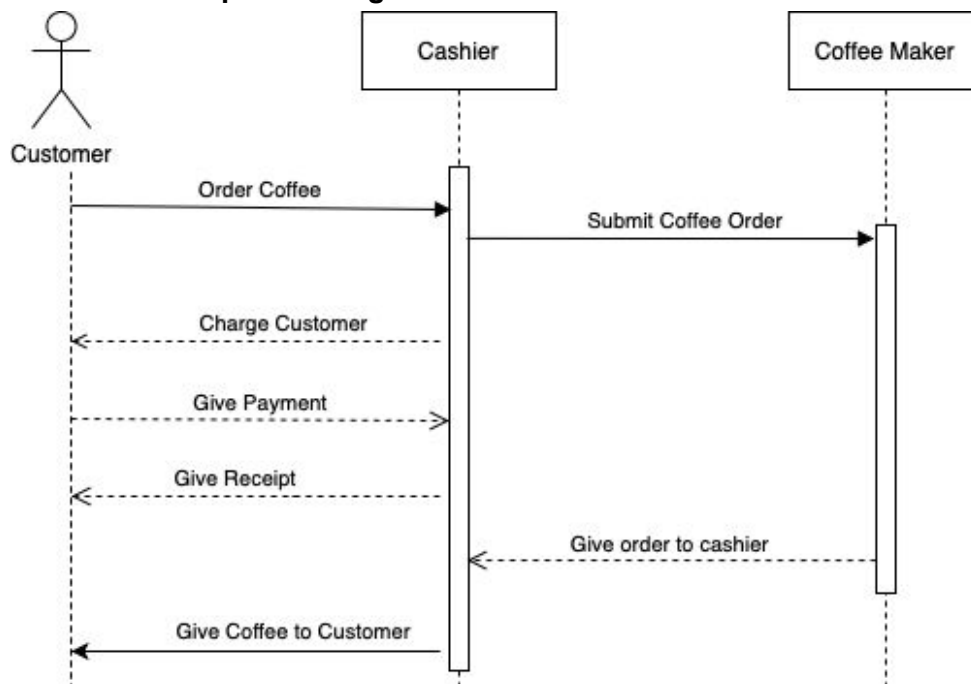 Cashier
Coffee Maker
Customer
Order Coffee
Submit Coffee Order
Charge Customer
Give Payment
Give Receipt
Give order to cashier
Give Coffee to Customer